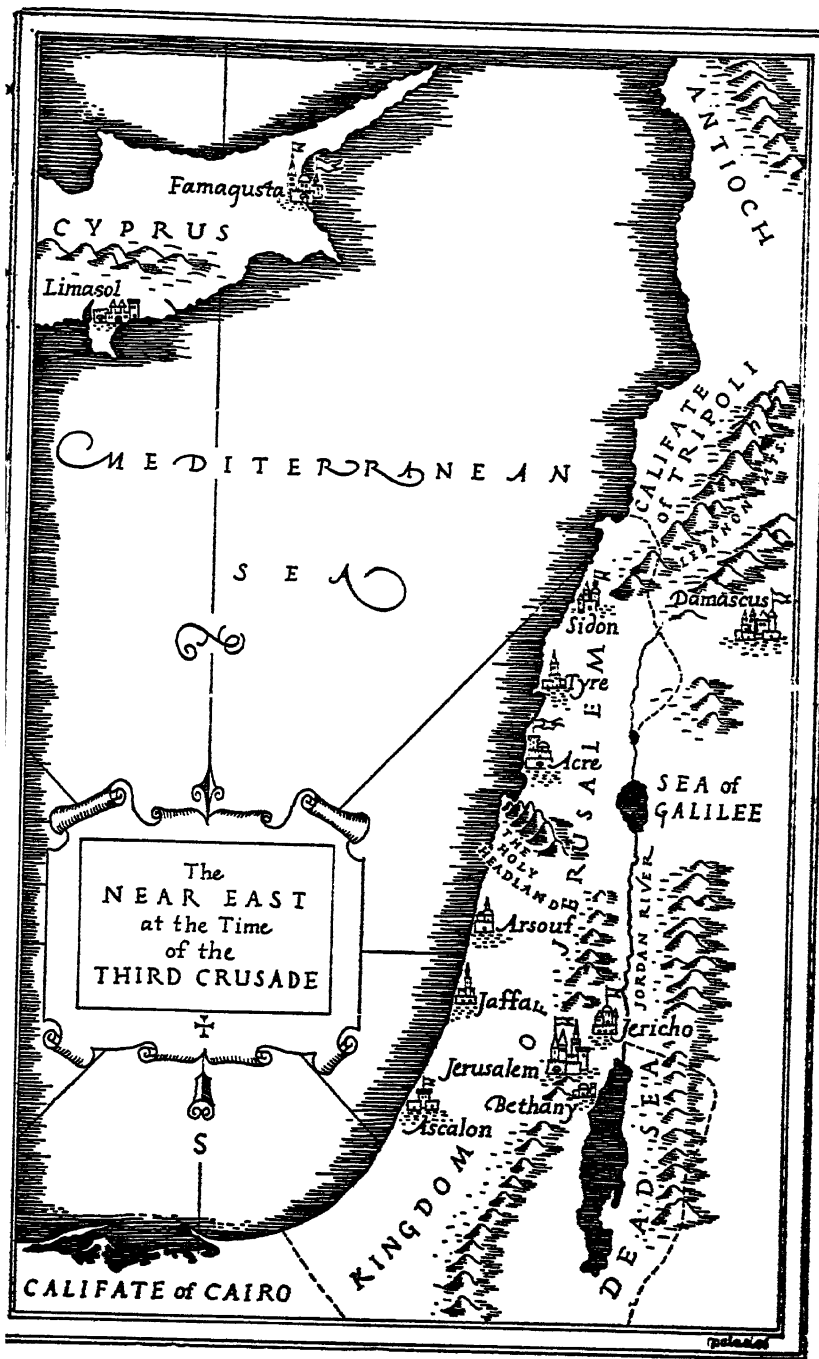 ANTIOCH
Famagusta
CYPRUS
Limasol
CALIFATE
of TRIPOLI
LEBANON MTS.
MEDITERRANEAN
SEA
Damascus
Sidon
Tyre
Acre
SEA of
GALILEE
THE
HOLY
HEADLAND
The
NEAR EAST
at the Time
of the
THIRD CRUSADE
Arsouf
JORDAN RIVER
Jaffa
Jericho
Jerusalem
Bethany
Ascalon
KINGDOM OF JERUSALEM
DEAD SEA
S
CALIFATE of CAIRO